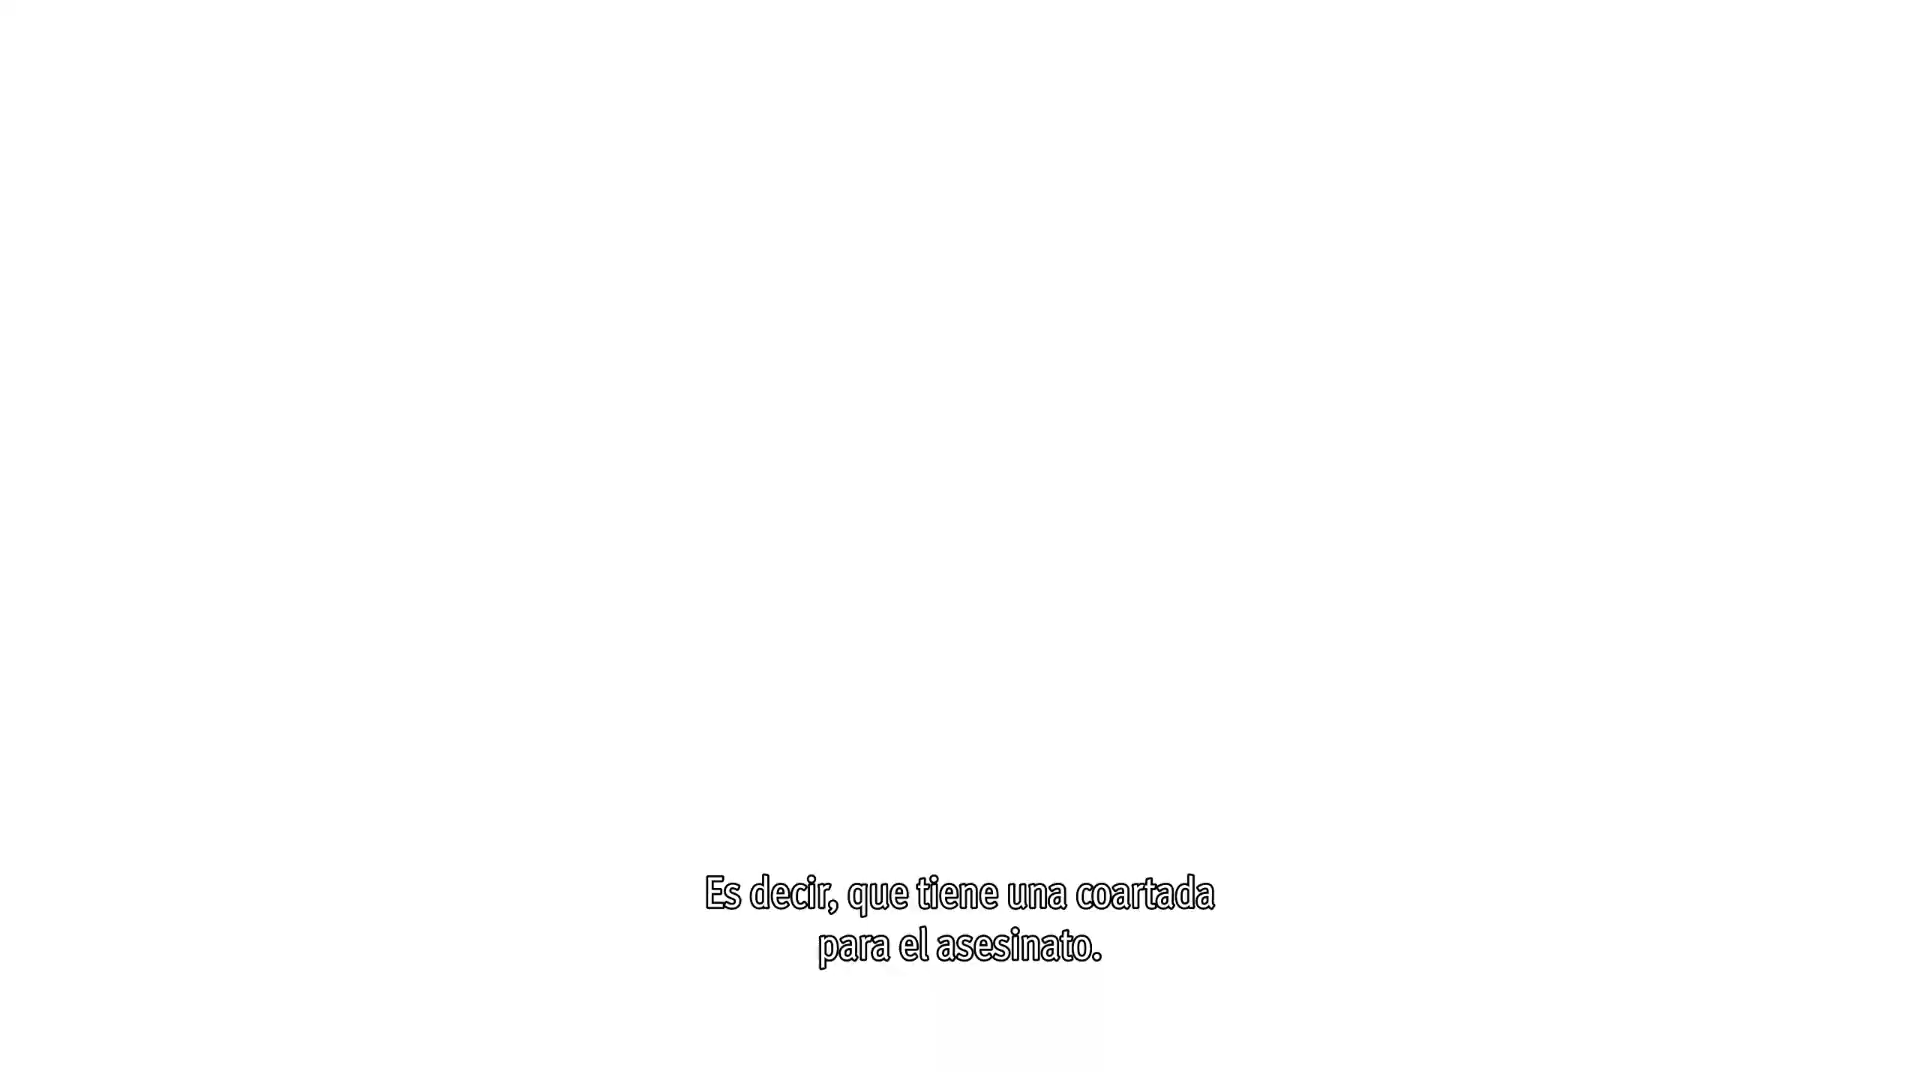 Es decir, que tiene una coartada
para el asesinato.